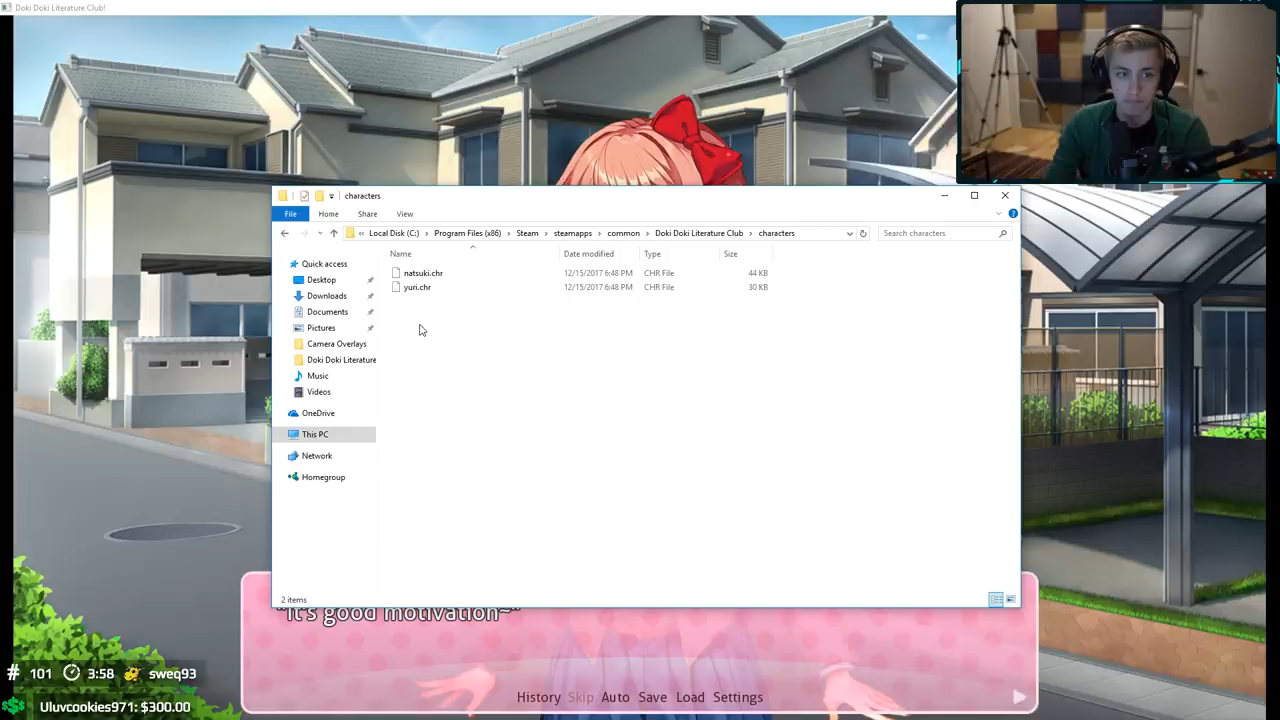 Doki Doki Literature Club!
characters
File Home Share View
« Local Disk (C:) › Program Files (x86) › Steam › steamapps › common › Doki Doki Literature Club › characters
Search characters
Name Date modified Type Size
natsuki.chr 12/15/2017 6:48 PM CHR File 44 KB
yuri.chr 12/15/2017 6:48 PM CHR File 30 KB
Quick access
Desktop
Downloads
Documents
Pictures
Camera Overlays
Doki Doki Literature
Music
Videos
OneDrive
This PC
Network
Homegroup
2 items
"It's good motivation~"
History Skip Auto Save Load Settings
# 101 3:58 sweq93
Uluvcookies971: $300.00